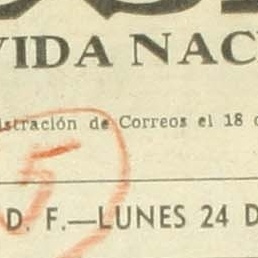 VIDA NAC
istración de Correos el 18 d
5
D. F.—LUNES 24 D